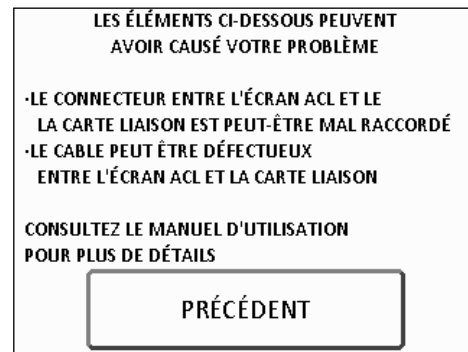 LES ÉLÉMENTS CI-DESSOUS PEUVENT
AVOIR CAUSÉ VOTRE PROBLÈME
·LE CONNECTEUR ENTRE L'ÉCRAN ACL ET LE
LA CARTE LIAISON EST PEUT-ÊTRE MAL RACCORDÉ
·LE CABLE PEUT ÊTRE DÉFECTUEUX
ENTRE L'ÉCRAN ACL ET LA CARTE LIAISON
CONSULTEZ LE MANUEL D'UTILISATION
POUR PLUS DE DÉTAILS
PRÉCÉDENT